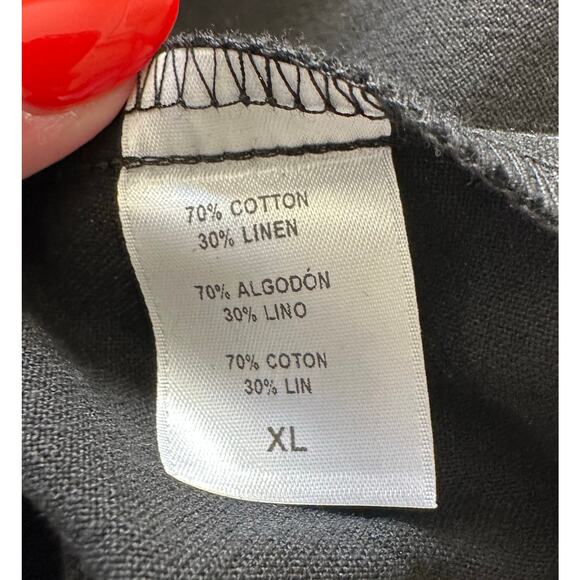 70% COTTON
30% LINEN
70% ALGODÓN
30% LINO
70% COTON
30% LIN
XL